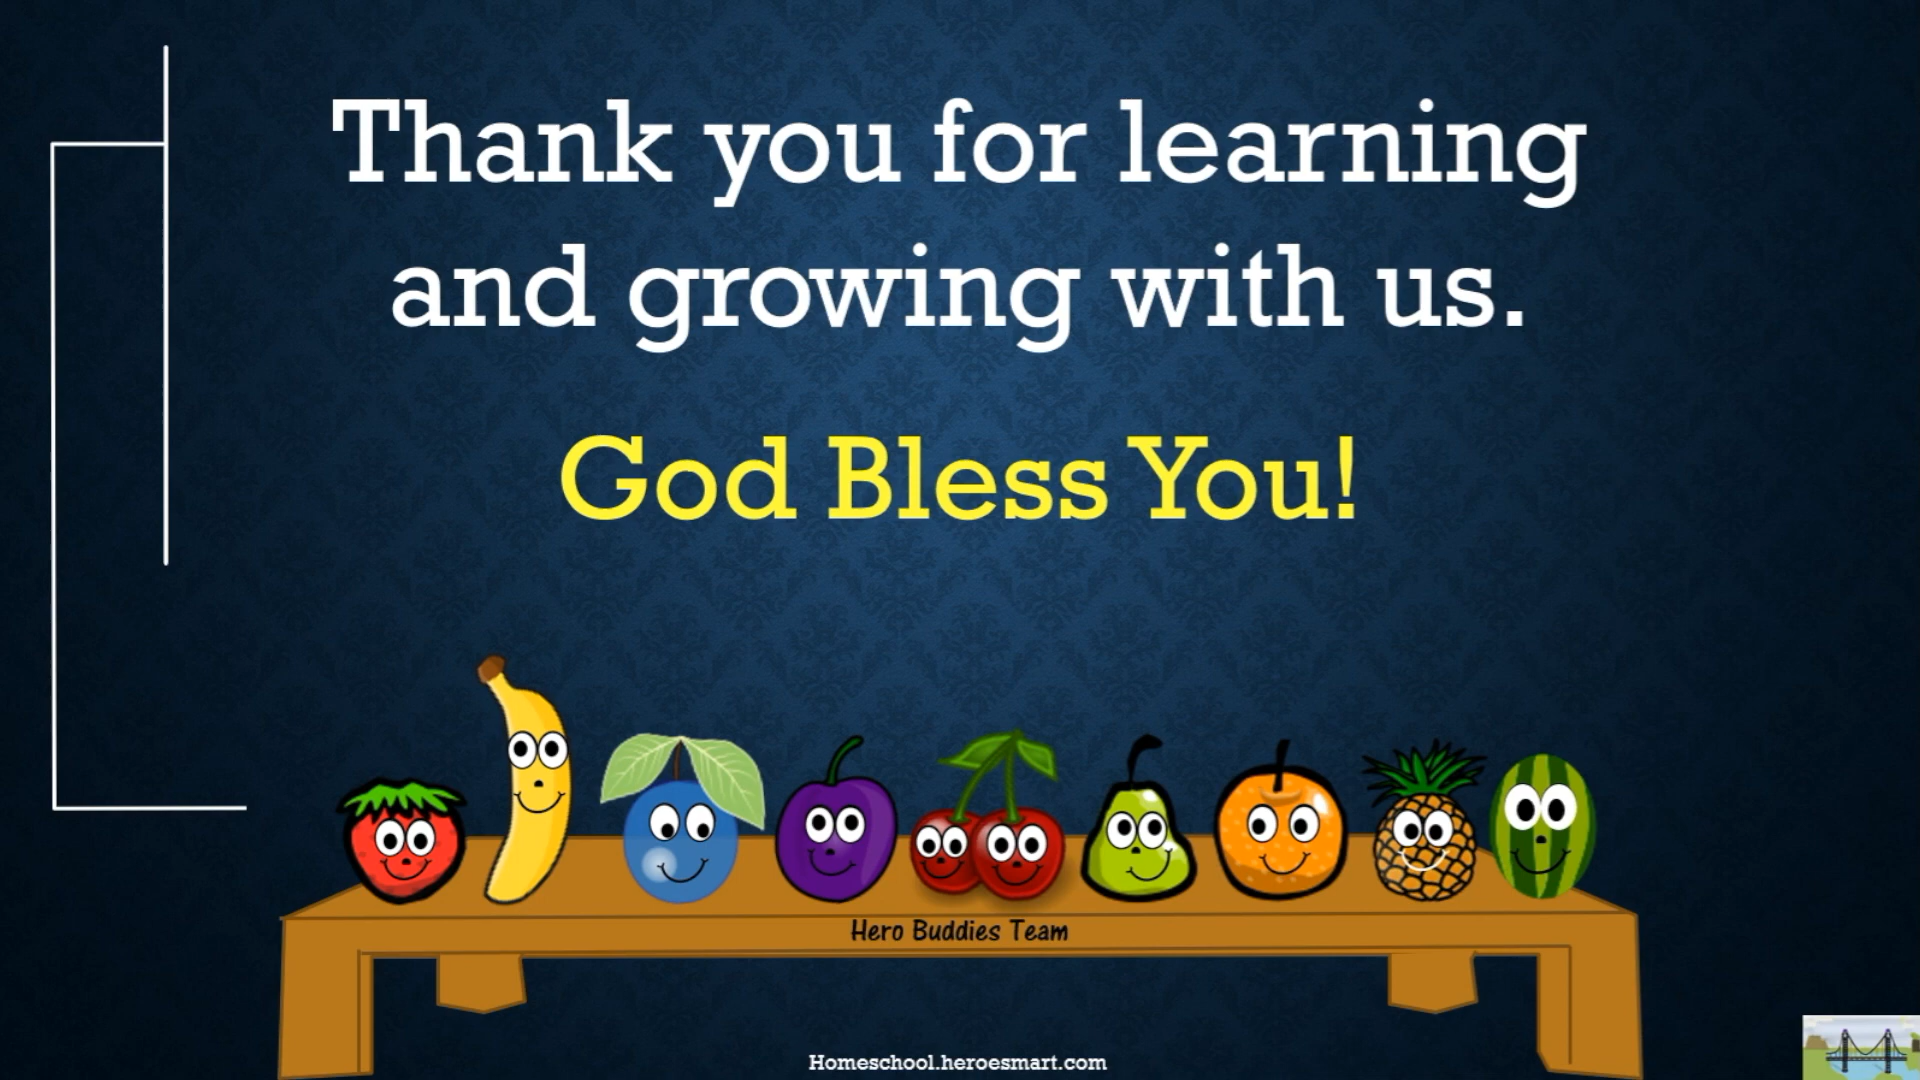 Thank you for learning
and growing with us.
God Bless You!
Hero Buddies Team
Homeschool.heroesmart.com